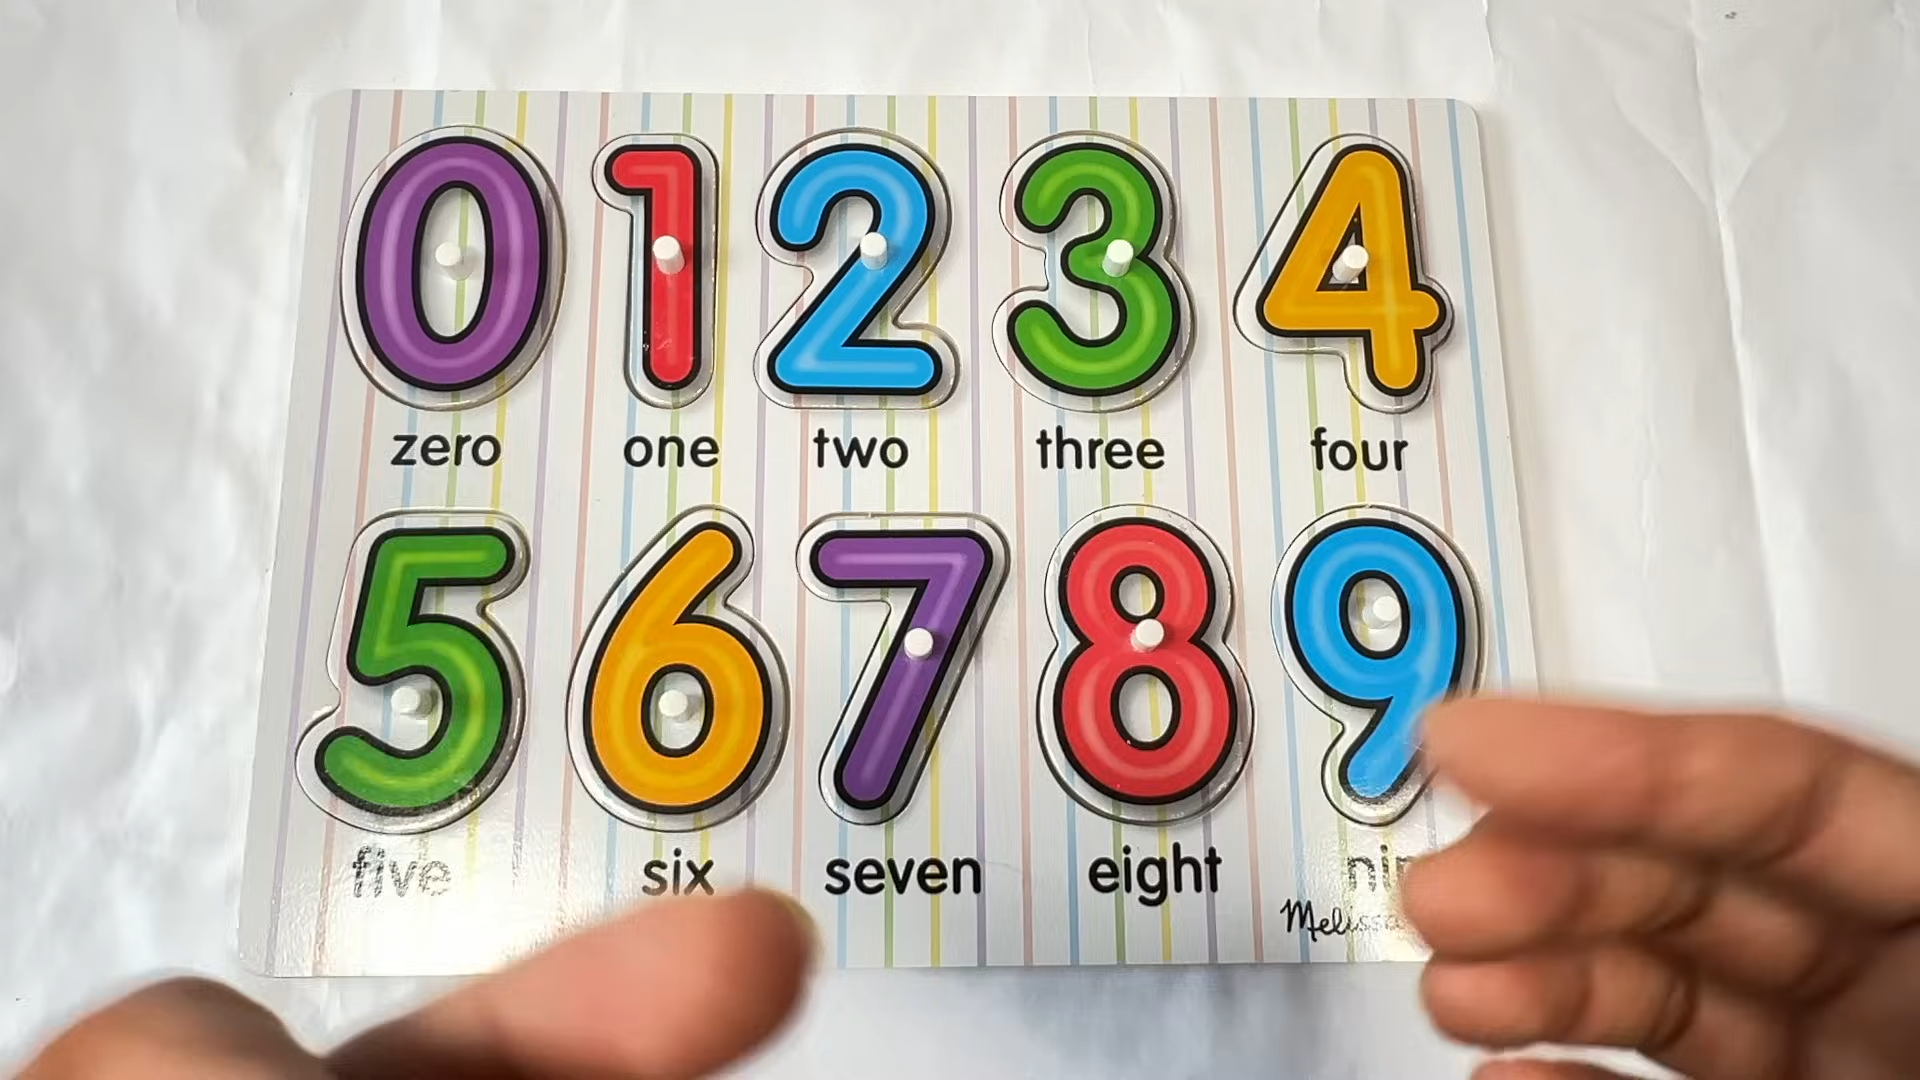 0 1 2 3 4
zero one two three four
5 6 7 8 9
five six seven eight
Melissa